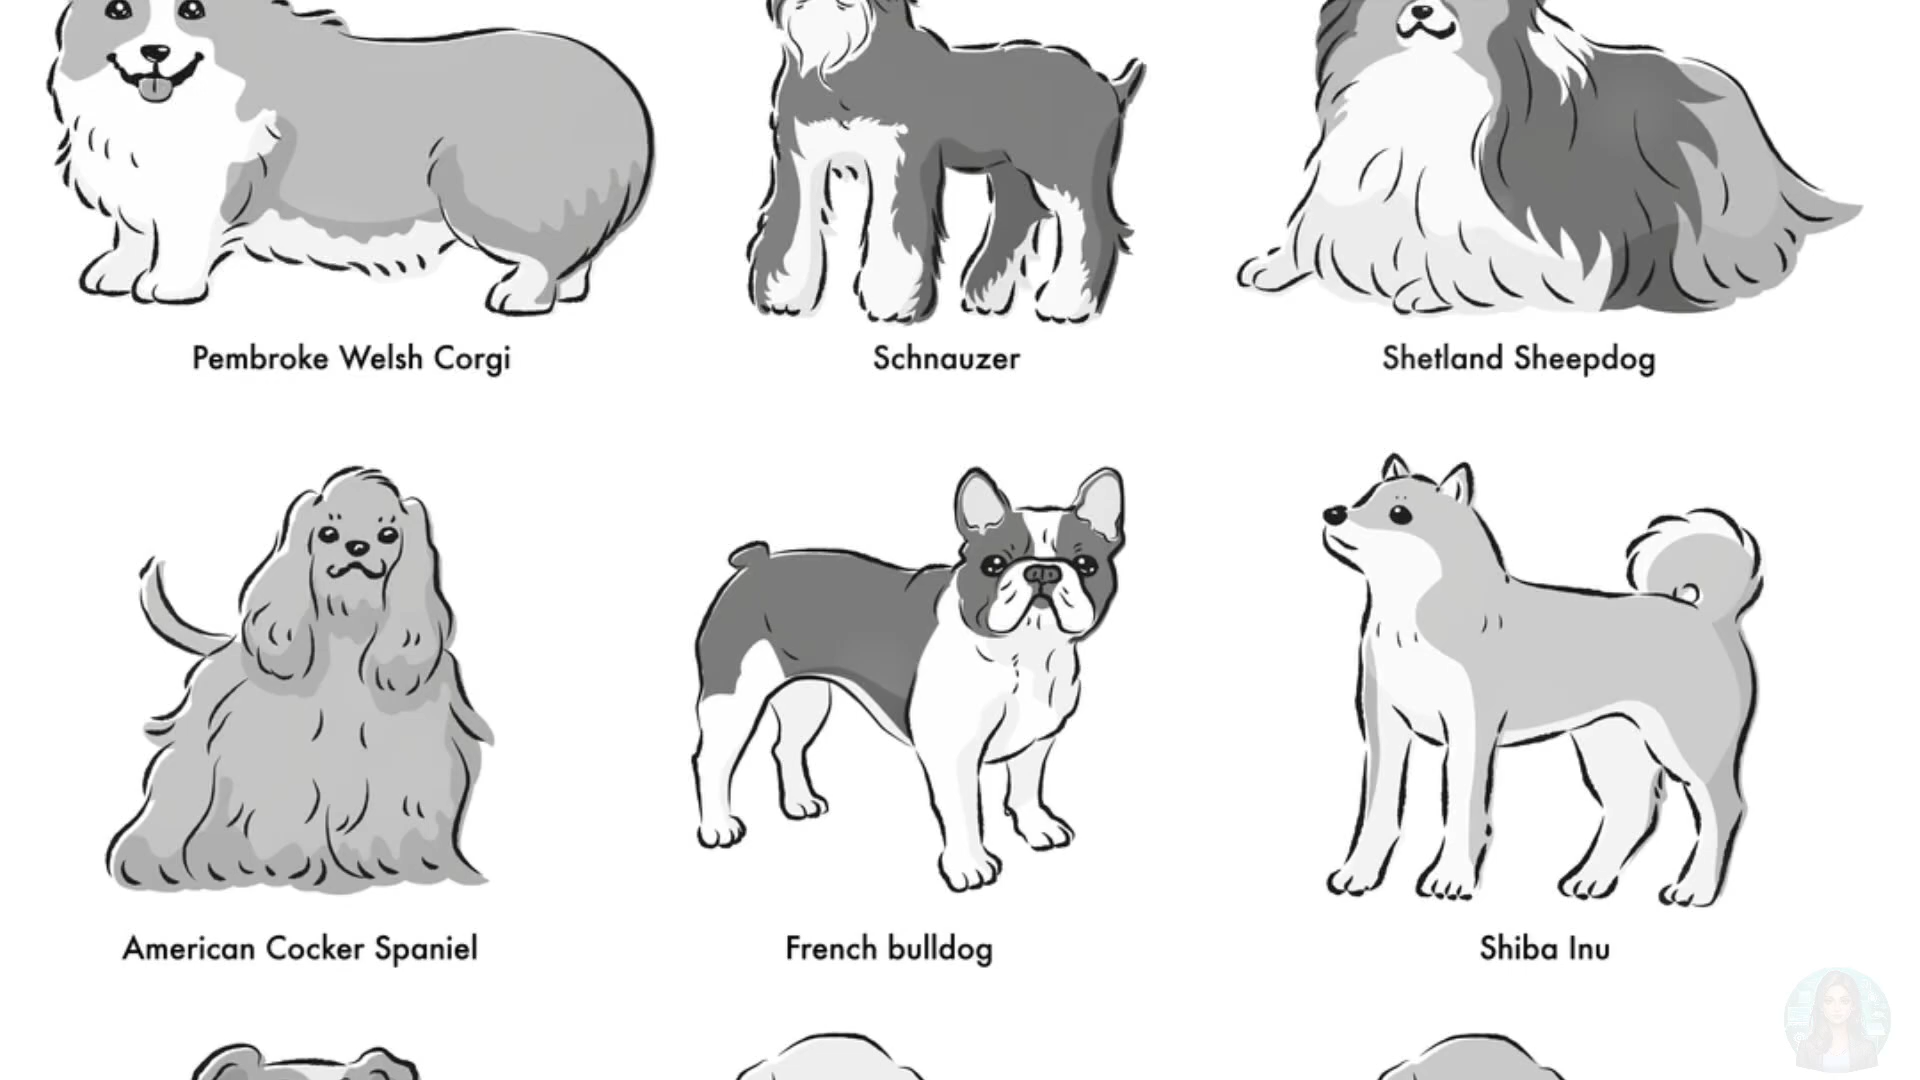 Pembroke Welsh Corgi
Schnauzer
Shetland Sheepdog
American Cocker Spaniel
French bulldog
Shiba Inu